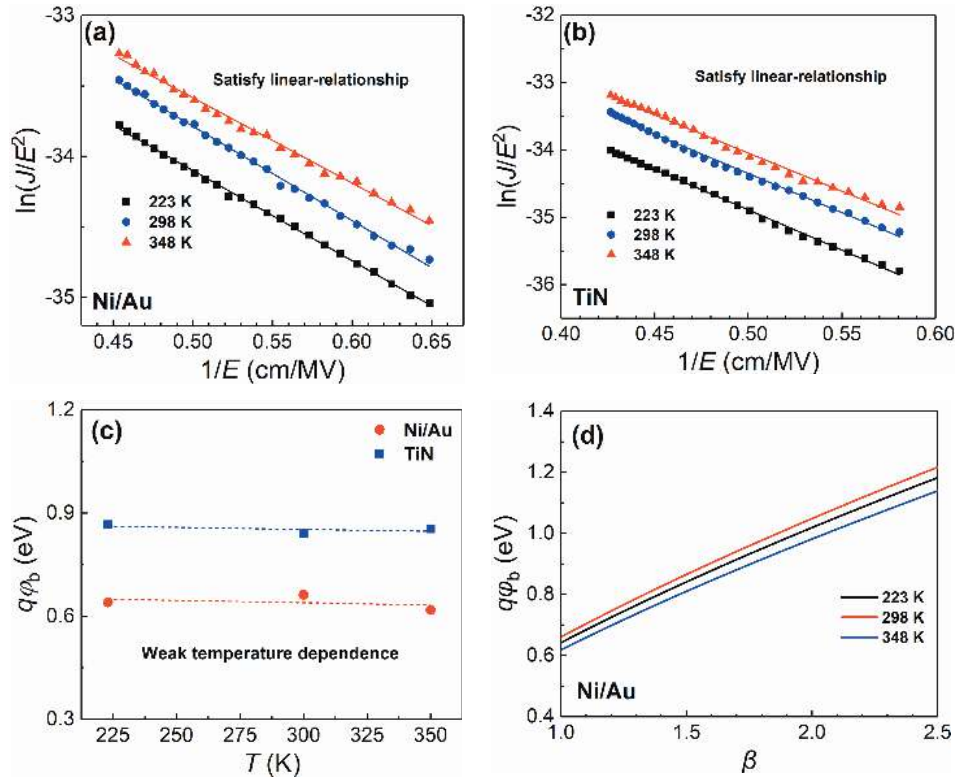 (a)
Satisfy linear-relationship
ln(J/E²)
-33
-34
-35
223 K
298 K
348 K
Ni/Au
0.45 0.50 0.55 0.60 0.65
1/E (cm/MV)
(b)
Satisfy linear-relationship
ln(J/E²)
-32
-33
-34
-35
-36
223 K
298 K
348 K
TiN
0.40 0.45 0.50 0.55 0.60
1/E (cm/MV)
(c)
Ni/Au
TiN
qφb (eV)
1.2
0.9
0.6
0.3
Weak temperature dependence
225 250 275 300 325 350
T (K)
(d)
qφb (eV)
1.4
1.2
1.0
0.8
0.6
0.4
223 K
298 K
348 K
Ni/Au
1.0 1.5 2.0 2.5
β